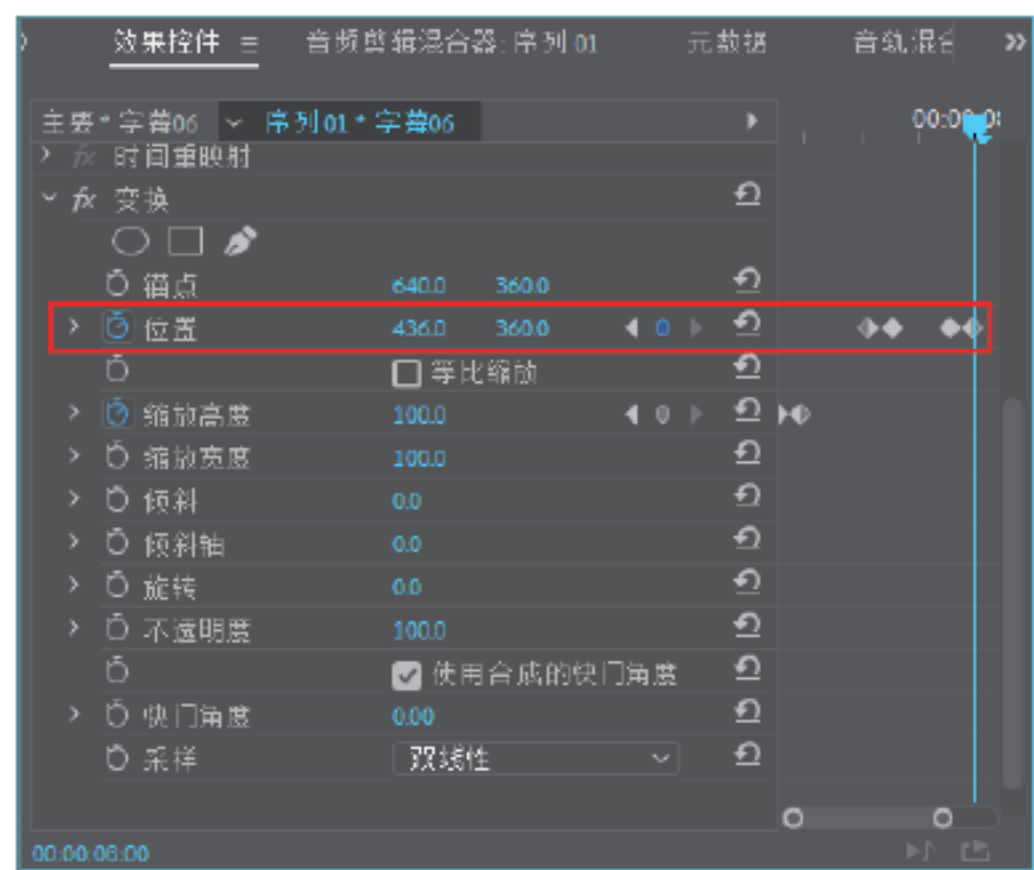 效果控件 音频剪辑混合器: 序列 01 元数据 音轨混合
主要 * 字幕06 序列 01 * 字幕06
fx 时间重映射
fx 变换
锚点 640.0 360.0
位置 436.0 360.0 0
等比缩放
缩放高度 100.0 0
缩放宽度 100.0
倾斜 0.0
倾斜轴 0.0
旋转 0.0
不透明度 100.0
使用合成的快门角度
快门角度 0.00
采样 双线性